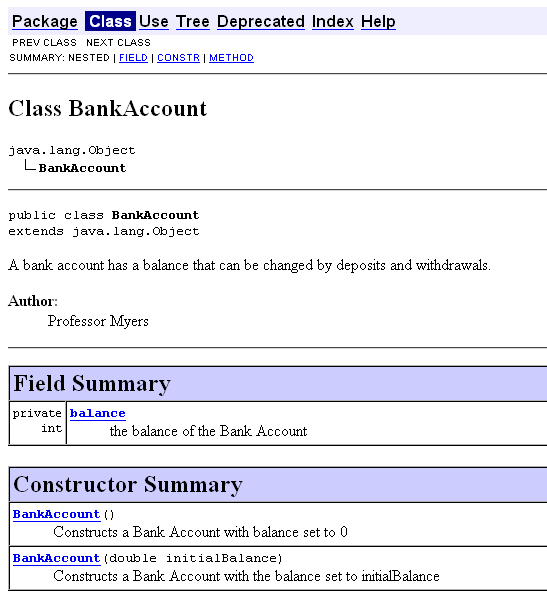 Package Class Use Tree Deprecated Index Help
PREV CLASS NEXT CLASS
SUMMARY: NESTED | FIELD | CONSTR | METHOD
Class BankAccount
java.lang.Object
BankAccount
public class BankAccount
extends java.lang.Object
A bank account has a balance that can be changed by deposits and withdrawals.
Author:
Professor Myers
Field Summary
private balance
int the balance of the Bank Account
Constructor Summary
BankAccount()
Constructs a Bank Account with balance set to 0
BankAccount(double initialBalance)
Constructs a Bank Account with the balance set to initialBalance